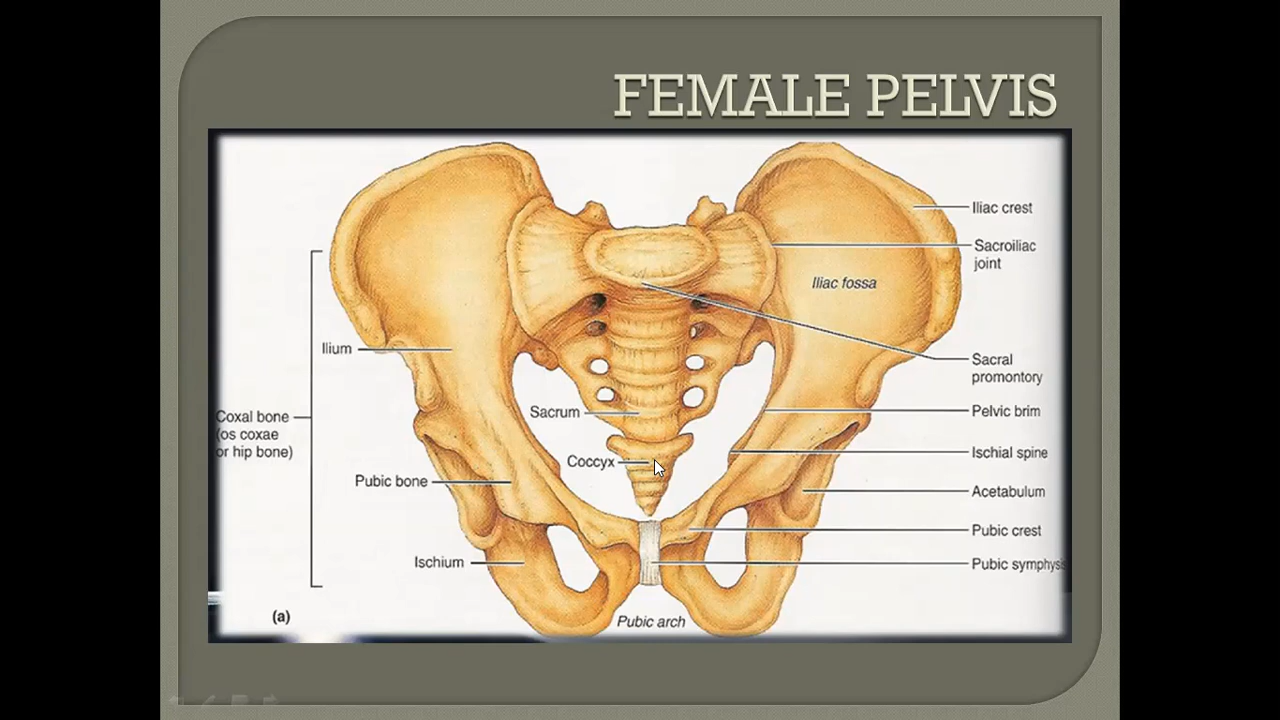 FEMALE PELVIS
Iliac crest
Sacroiliac
joint
Iliac fossa
Ilium
Sacral
promontory
Sacrum
Pelvic brim
Coxal bone
(os coxae
or hip bone)
Coccyx
Ischial spine
Pubic bone
Acetabulum
Pubic crest
Ischium
Pubic symphysis
(a)
Pubic arch